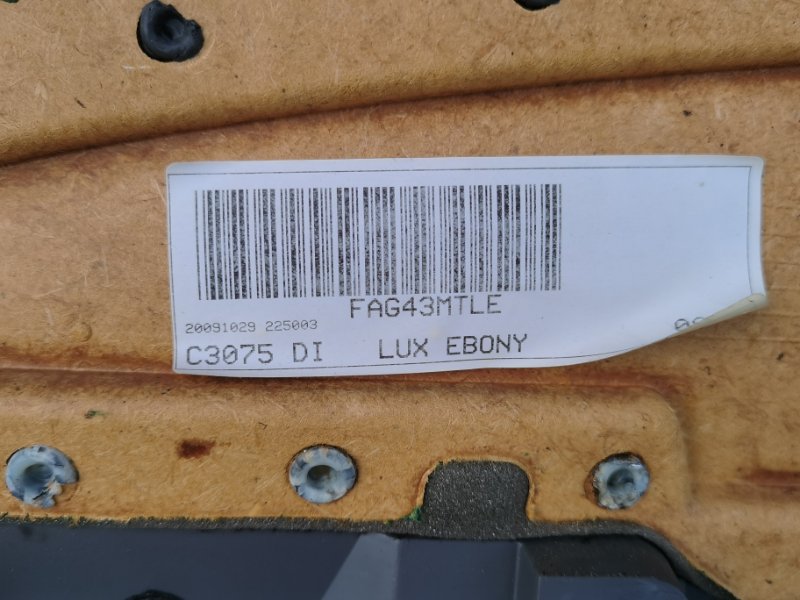 FAG43MTLE
20091029 225003
C3075 DI LUX EBONY